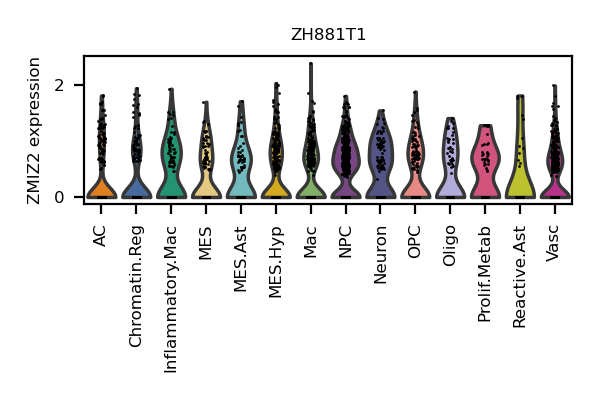 ZH881T1
ZMIZ2 expression
2
0
AC
Chromatin.Reg
Inflammatory.Mac
MES
MES.Ast
MES.Hyp
Mac
NPC
Neuron
OPC
Oligo
Prolif.Metab
Reactive.Ast
Vasc